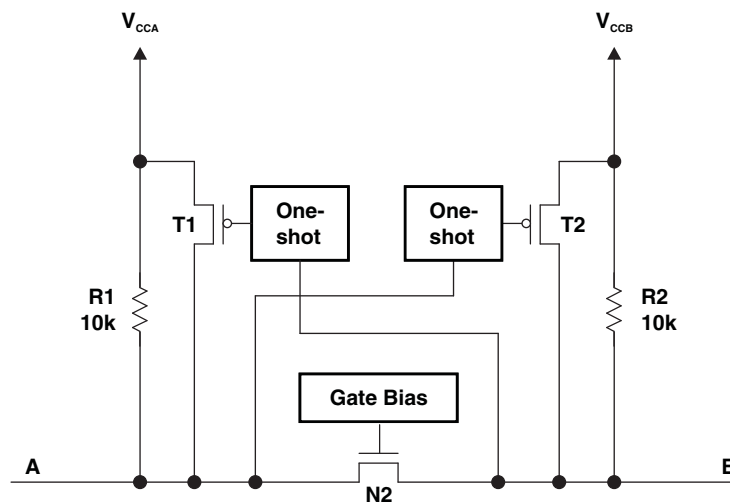 VCCA
VCCB
T1
One-
shot
One-
shot
T2
R1
10k
R2
10k
Gate Bias
A
N2